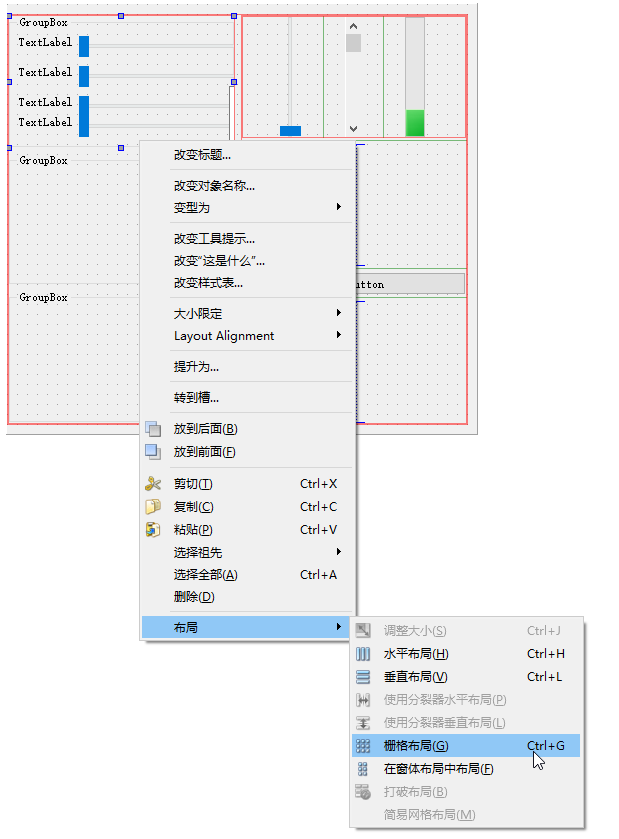 GroupBox
TextLabel
TextLabel
TextLabel
TextLabel
GroupBox
GroupBox
utton
改变标题...
改变对象名称...
变型为
改变工具提示...
改变“这是什么”...
改变样式表...
大小限定
Layout Alignment
提升为...
转到槽...
放到后面(B)
放到前面(F)
剪切(T) Ctrl+X
复制(C) Ctrl+C
粘贴(P) Ctrl+V
选择祖先
选择全部(A) Ctrl+A
删除(D)
布局
调整大小(S) Ctrl+J
水平布局(H) Ctrl+H
垂直布局(V) Ctrl+L
使用分裂器水平布局(P)
使用分裂器垂直布局(L)
栅格布局(G) Ctrl+G
在窗体布局中布局(F)
打破布局(B)
简易网格布局(M)